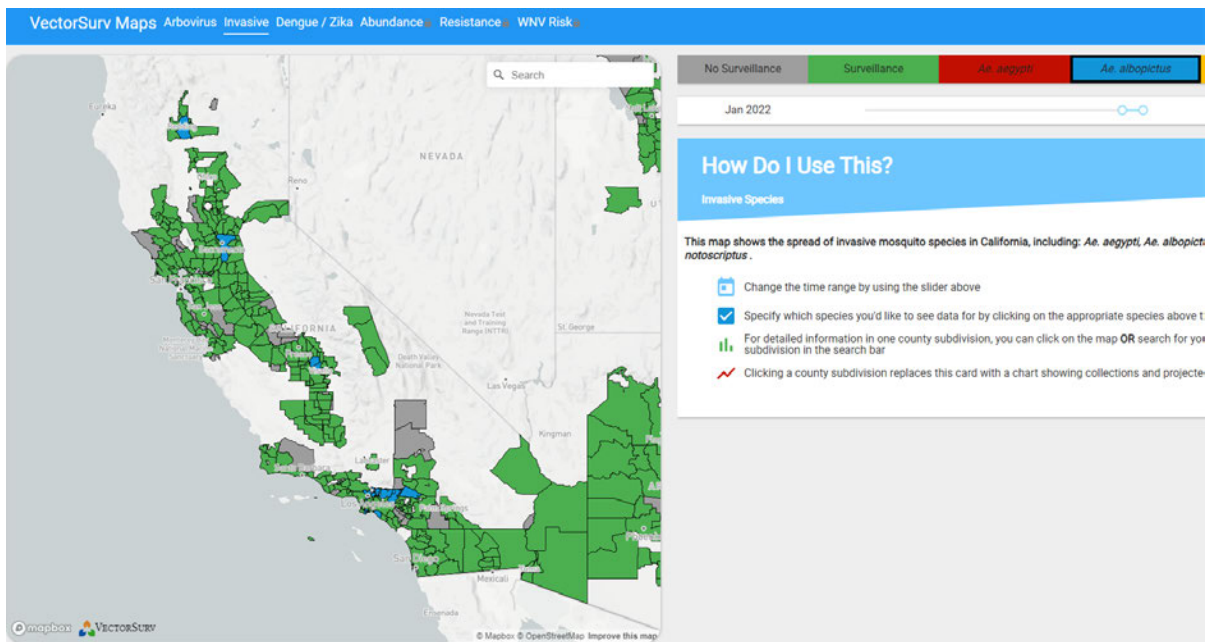 VectorSurv Maps Arbovirus Invasive Dengue / Zika Abundance Resistance WNV Risk
Search
No Surveillance Surveillance Ae. aegypti Ae. albopictus
Jan 2022
How Do I Use This?
Invasive Species
This map shows the spread of invasive mosquito species in California, including: Ae. aegypti, Ae. albopict
notoscriptus .
Change the time range by using the slider above
Specify which species you'd like to see data for by clicking on the appropriate species above t
For detailed information in one county subdivision, you can click on the map OR search for yo
subdivision in the search bar
Clicking a county subdivision replaces this card with a chart showing collections and projecte
Eureka
Reno
NEVADA
CALIFORNIA
Nevada Test
and Training
Range (NTTR)
St. George
Death Valley
National Park
Las Vegas
Kingman
Santa Barbara
Los Angeles
San Diego
Mexicali
Ensenada
mapbox VECTORSURV
© Mapbox © OpenStreetMap Improve this map